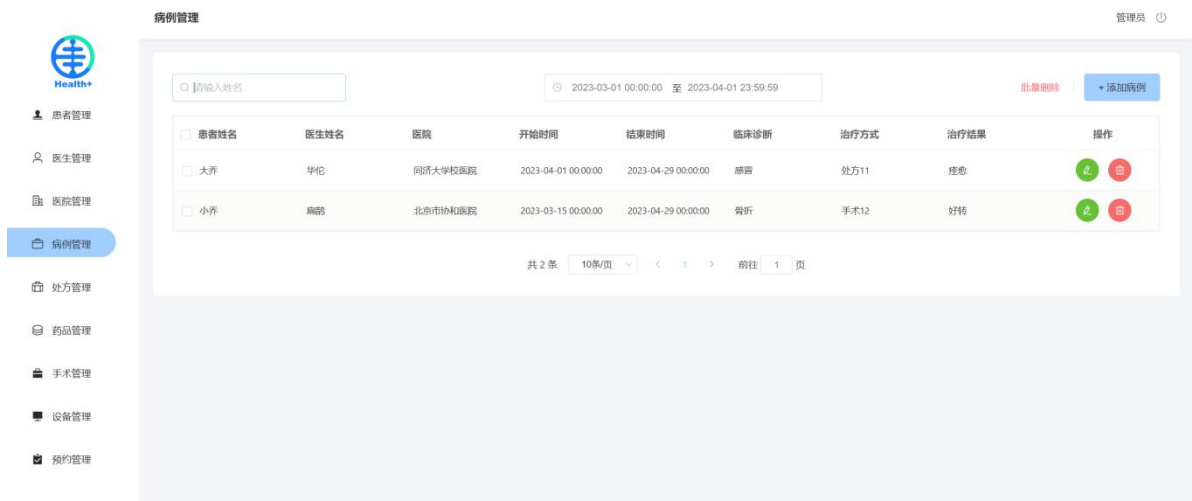 病例管理
管理员
Health+
患者管理
医生管理
医院管理
病例管理
处方管理
药品管理
手术管理
设备管理
预约管理
请输入姓名
2023-03-01 00:00:00 至 2023-04-01 23:59:59
批量删除
+ 添加病例
患者姓名 医生姓名 医院 开始时间 结束时间 临床诊断 治疗方式 治疗结果 操作
大乔 华佗 同济大学校医院 2023-04-01 00:00:00 2023-04-29 00:00:00 感冒 处方11 痊愈
小乔 扁鹊 北京市协和医院 2023-03-15 00:00:00 2023-04-29 00:00:00 骨折 手术12 好转
共 2 条 10条/页 < 1 > 前往 1 页